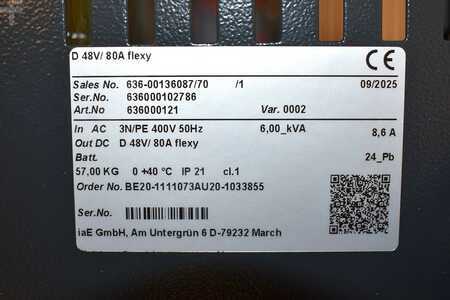 D 48V/ 80A flexy CE
Sales No. 636-00136087/70 /1 09/2025
Ser.No. 636000102786
Art.No 636000121 Var. 0002
In AC 3N/PE 400V 50Hz 6,00_kVA 8,6 A
Out DC D 48V/ 80A flexy
Batt. 24_Pb
57,00 KG 0 +40 °C IP 21 cl.1
Order No. BE20-1111073AU20-1033855
Ser.No.
iaE GmbH, Am Untergrün 6 D-79232 March